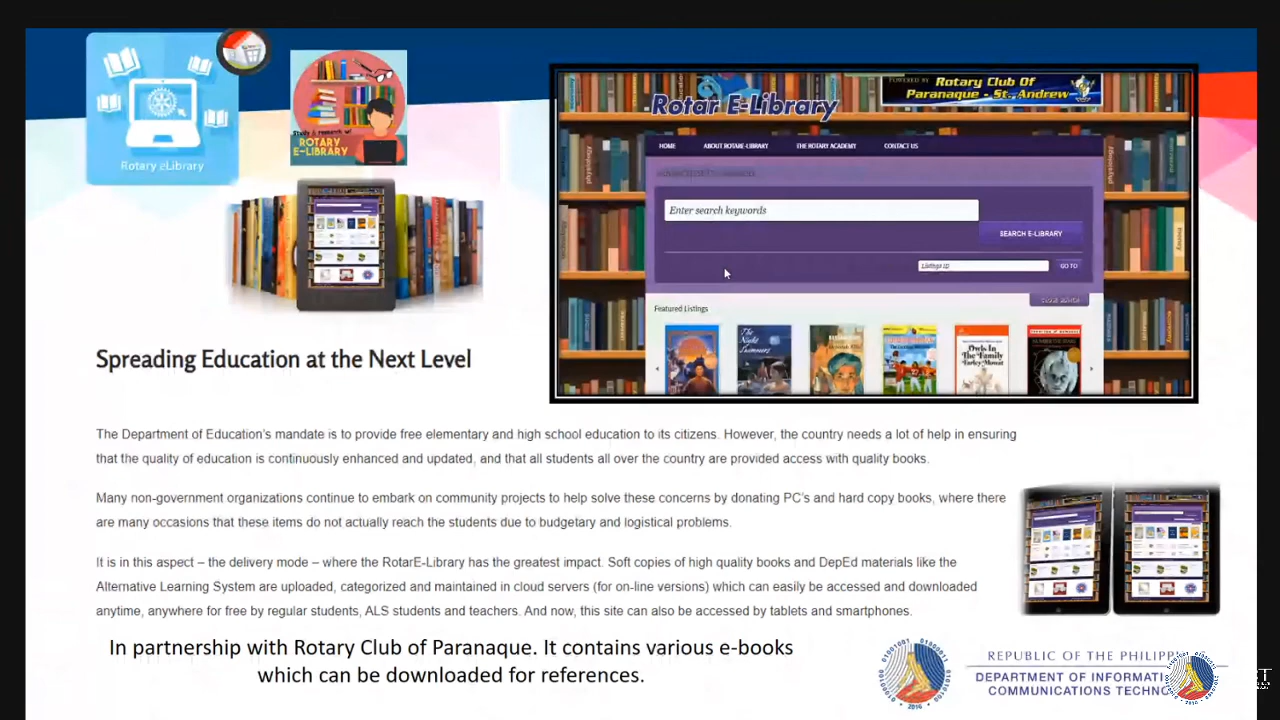 Rotary eLibrary
Study & research w/
ROTARY
E-LIBRARY
Rotar E-Library
POWERED BY
Rotary Club Of
Paranaque - St. Andrew
HOME ABOUT ROTARE-LIBRARY THE ROTARY ACADEMY CONTACT US
Enter search keywords
SEARCH E-LIBRARY
Listings ID
GO TO
CLOSE SEARCH
Featured Listings
The Night
Owls In
The Family
Farley Mowat
Spreading Education at the Next Level
The Department of Education's mandate is to provide free elementary and high school education to its citizens. However, the country needs a lot of help in ensuring
that the quality of education is continuously enhanced and updated, and that all students all over the country are provided access with quality books.
Many non-government organizations continue to embark on community projects to help solve these concerns by donating PC's and hard copy books, where there
are many occasions that these items do not actually reach the students due to budgetary and logistical problems.
It is in this aspect – the delivery mode – where the RotarE-Library has the greatest impact. Soft copies of high quality books and DepEd materials like the
Alternative Learning System are uploaded, categorized and maintained in cloud servers (for on-line versions) which can easily be accessed and downloaded
anytime, anywhere for free by regular students, ALS students and teachers. And now, this site can also be accessed by tablets and smartphones.
In partnership with Rotary Club of Paranaque. It contains various e-books
which can be downloaded for references.
REPUBLIC OF THE PHILIPP
DEPARTMENT OF INFORMATI
COMMUNICATIONS TECHNO
2016